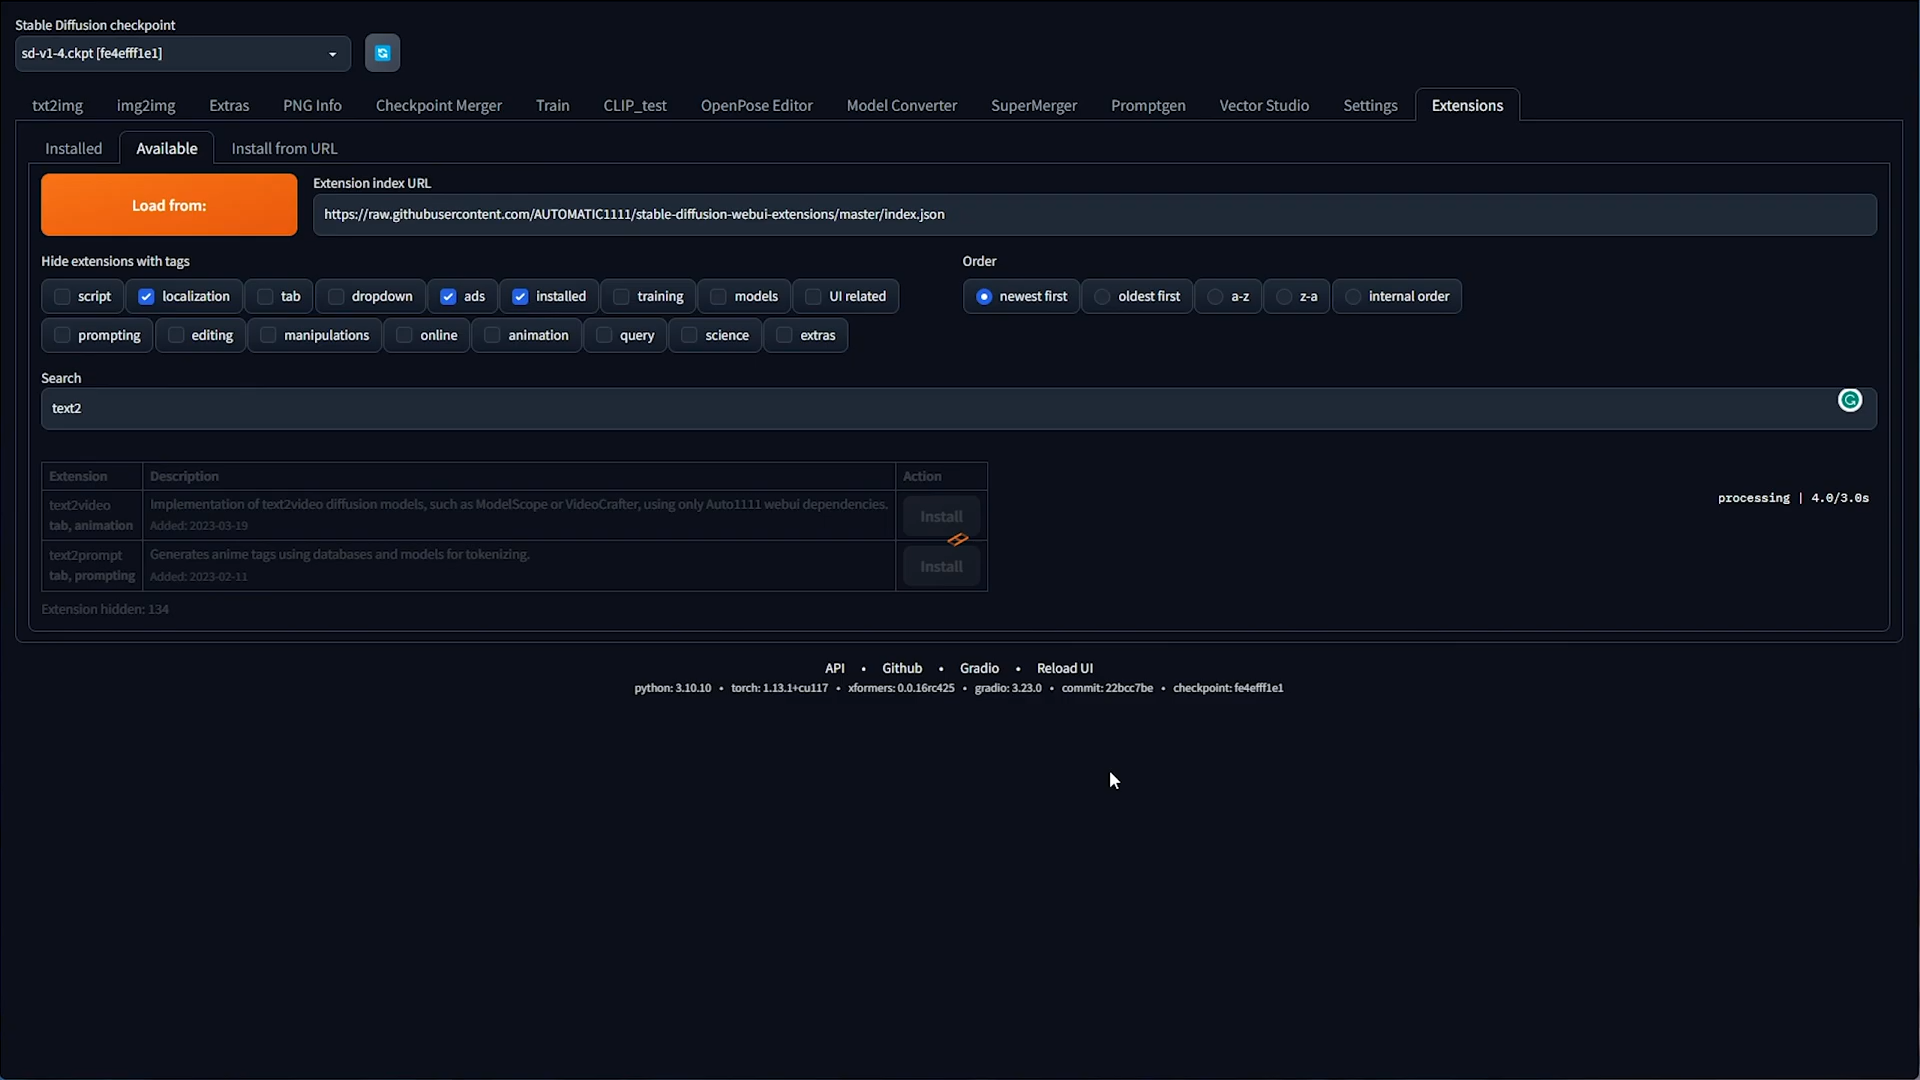 Stable Diffusion checkpoint
sd-v1-4.ckpt [fe4efff1e1]
txt2img img2img Extras PNG Info Checkpoint Merger Train CLIP_test OpenPose Editor Model Converter SuperMerger Promptgen Vector Studio Settings Extensions
Installed Available Install from URL
Load from:
Extension index URL
https://raw.githubusercontent.com/AUTOMATIC1111/stable-diffusion-webui-extensions/master/index.json
Hide extensions with tags
script localization tab dropdown ads installed training models UI related
prompting editing manipulations online animation query science extras
Order
newest first oldest first a-z z-a internal order
Search
text2
Extension Description Action
text2video
tab, animation
Implementation of text2video diffusion models, such as ModelScope or VideoCrafter, using only Auto1111 webui dependencies.
Added: 2023-03-19
Install
text2prompt
tab, prompting
Generates anime tags using databases and models for tokenizing.
Added: 2023-02-11
Install
processing | 4.0/3.0s
Extension hidden: 134
API • Github • Gradio • Reload UI
python: 3.10.10 • torch: 1.13.1+cu117 • xformers: 0.0.16rc425 • gradio: 3.23.0 • commit: 22bcc7be • checkpoint: fe4efff1e1